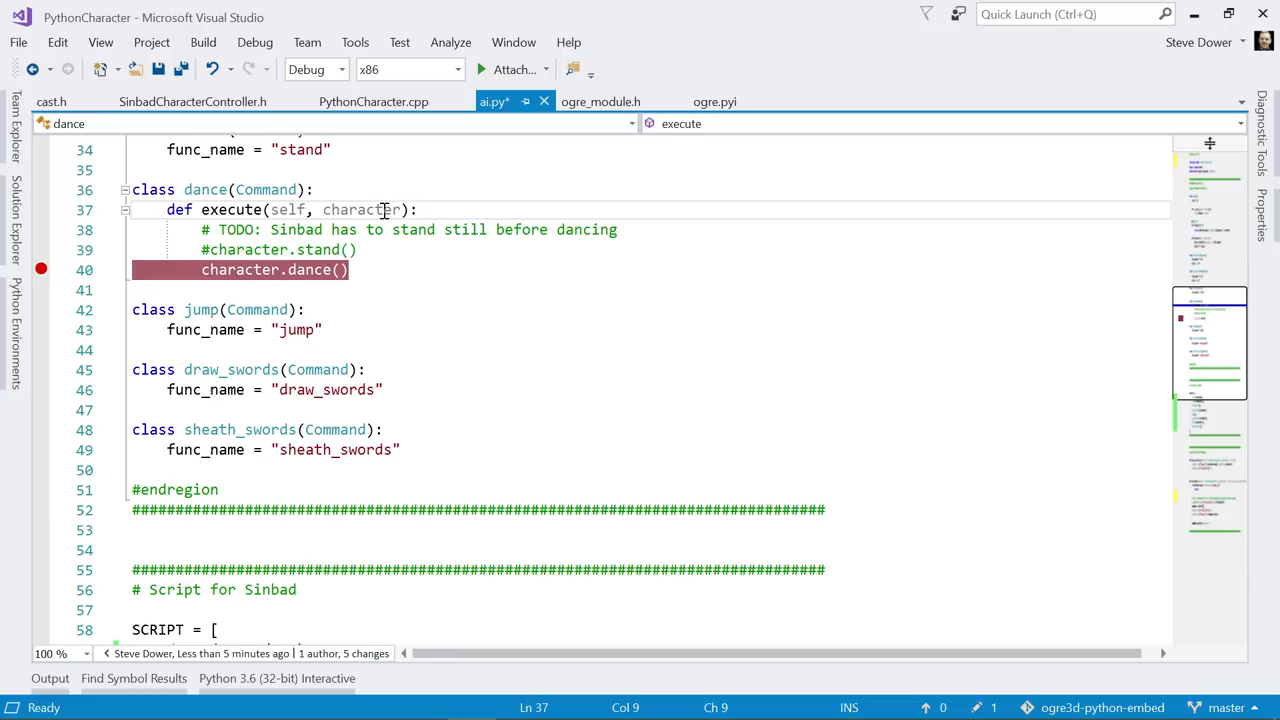 PythonCharacter - Microsoft Visual Studio
Quick Launch (Ctrl+Q)
File Edit View Project Build Debug Team Tools Test Analyze Window Help
Steve Dower
Debug x86 Attach...
cast.h SinbadCharacterController.h PythonCharacter.cpp ai.py* ogre_module.h ogre.pyi
dance execute
Team Explorer
Solution Explorer
Python Environments
Diagnostic Tools
Properties
34 func_name = "stand"
35
36 class dance(Command):
37 def execute(self, character):
38 # TODO: Sinbad has to stand still before dancing
39 #character.stand()
40 character.dance()
41
42 class jump(Command):
43 func_name = "jump"
44
45 class draw_swords(Command):
46 func_name = "draw_swords"
47
48 class sheath_swords(Command):
49 func_name = "sheath_swords"
50
51 #endregion
52 ################################################################################
53
54
55 ################################################################################
56 # Script for Sinbad
57
58 SCRIPT = [
100 % Steve Dower, Less than 5 minutes ago | 1 author, 5 changes
Output Find Symbol Results Python 3.6 (32-bit) Interactive
Ready Ln 37 Col 9 Ch 9 INS 0 1 ogre3d-python-embed master